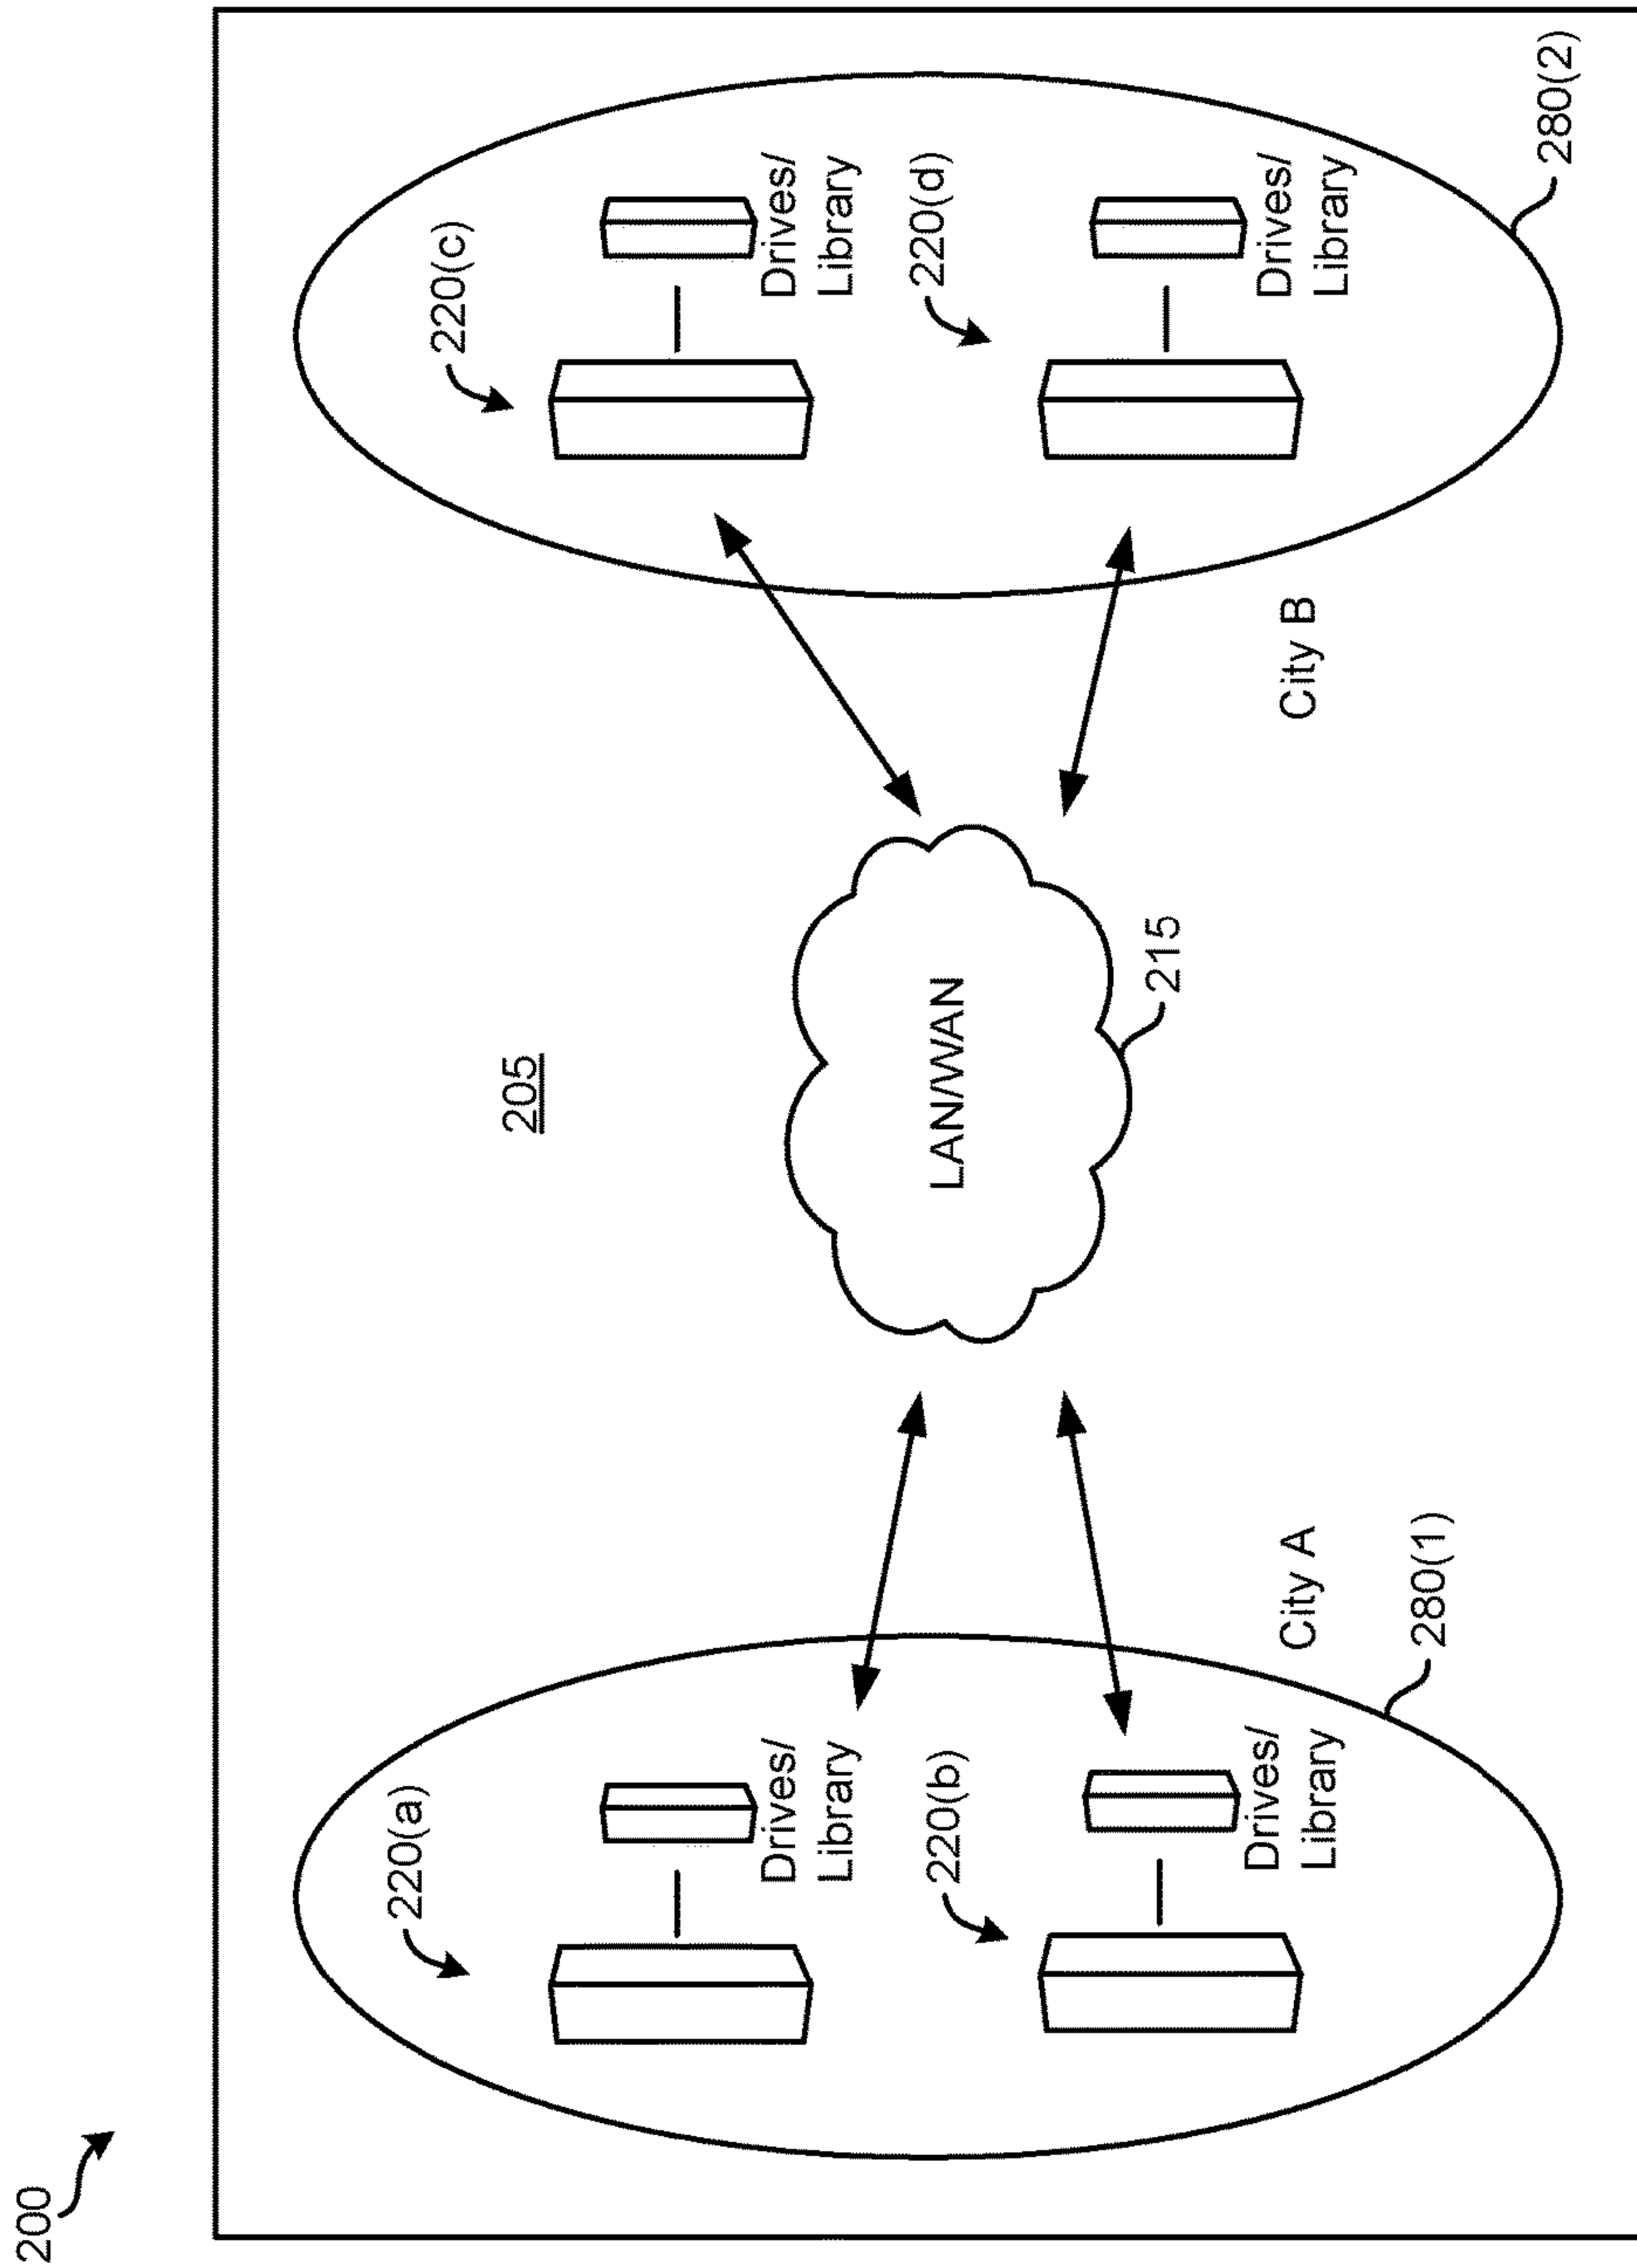 200
205
220(a)
Drives/
Library
220(b)
Drives/
Library
City A
280(1)
LAN/WAN
215
220(c)
Drives/
Library
220(d)
Drives/
Library
City B
280(2)